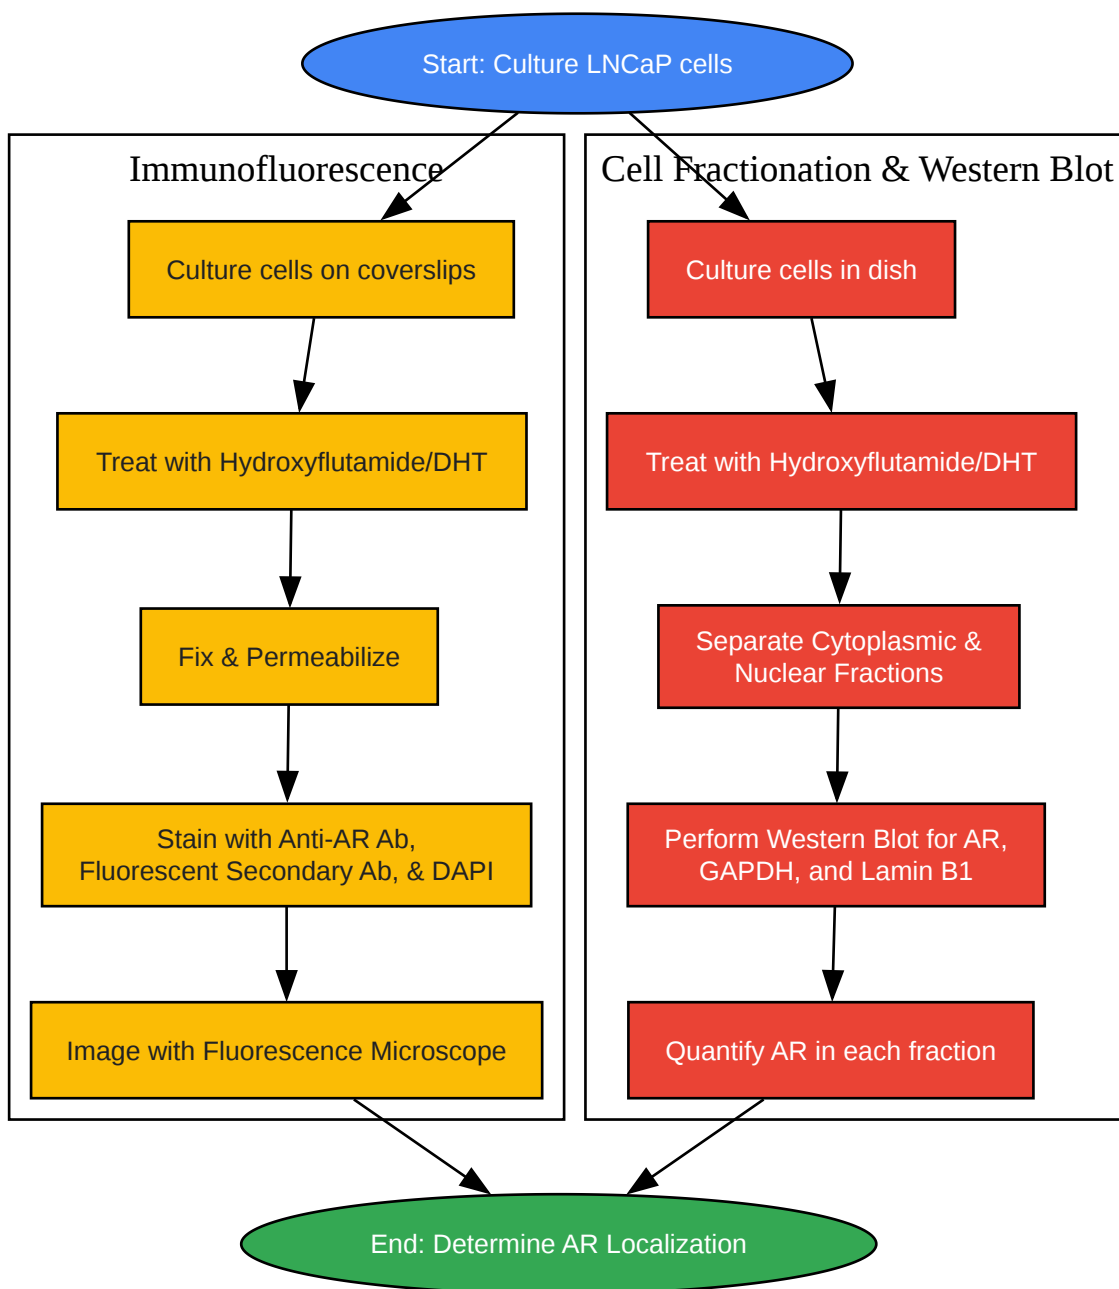 Start: Culture LNCaP cells
Immunofluorescence
Culture cells on coverslips
Treat with Hydroxyflutamide/DHT
Fix & Permeabilize
Stain with Anti-AR Ab,
Fluorescent Secondary Ab, & DAPI
Image with Fluorescence Microscope
Cell Fractionation & Western Blot
Culture cells in dish
Treat with Hydroxyflutamide/DHT
Separate Cytoplasmic &
Nuclear Fractions
Perform Western Blot for AR,
GAPDH, and Lamin B1
Quantify AR in each fraction
End: Determine AR Localization